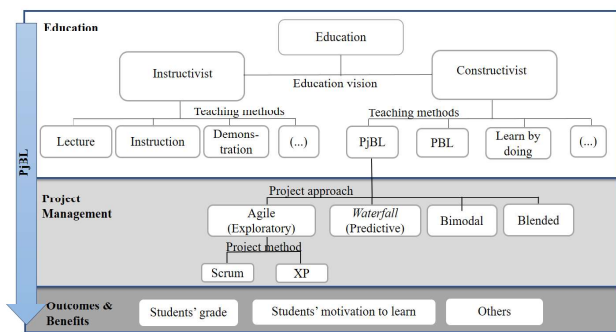 Education
Education
Instructivist
Constructivist
Education vision
Teaching methods
Teaching methods
Lecture
Instruction
Demons-
tration
(...)
PjBL
PBL
Learn by
doing
(...)
PjBL
Project
Management
Project approach
Agile
(Exploratory)
Waterfall
(Predictive)
Bimodal
Blended
Project method
Scrum
XP
Outcomes &
Benefits
Students' grade
Students' motivation to learn
Others